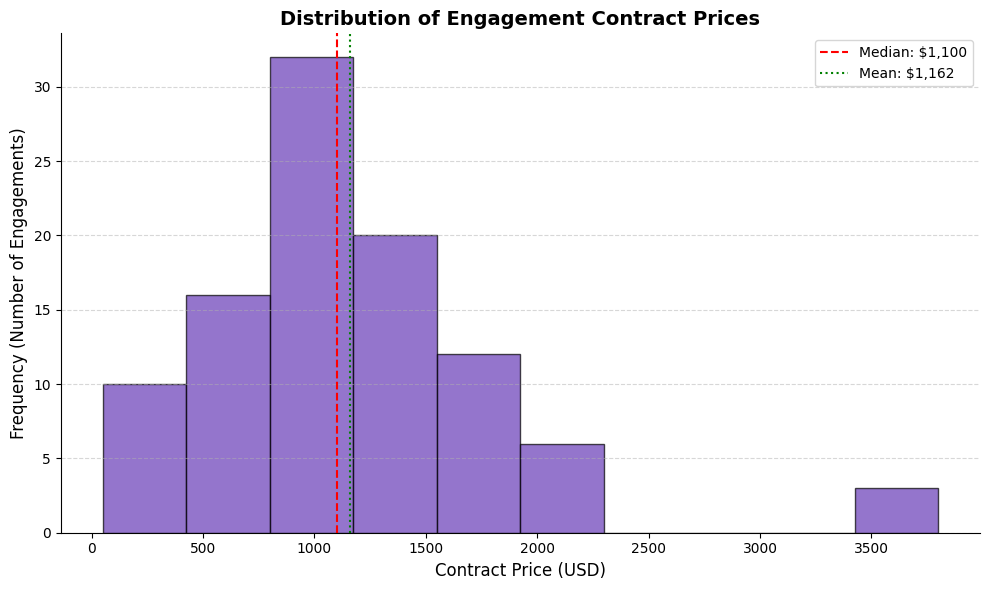 Distribution of Engagement Contract Prices
Median: $1,100
Mean: $1,162
Frequency (Number of Engagements)
30
25
20
15
10
5
0
0 500 1000 1500 2000 2500 3000 3500
Contract Price (USD)